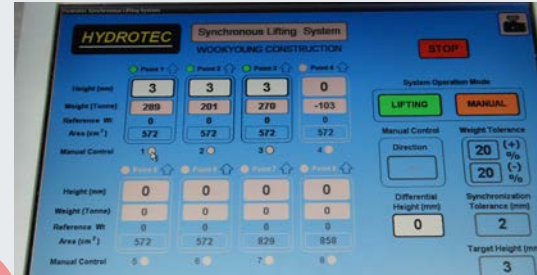 Hydrotec Synchronous Lifting System
HYDROTEC
Synchronous Lifting System
WOOKYOUNG CONSTRUCTION
STOP
Point 1 Point 2 Point 3 Point 4
Height (mm) 3 3 3 0
Weight (Tonne) 289 201 270 -103
Reference Wt 0 0 0 0
Area (cm²) 572 572 572 572
Manual Control 1 2 3 4
Point 5 Point 6 Point 7 Point 8
Height (mm) 0 0 0 0
Weight (Tonne) 0 0 0 0
Reference Wt 0 0 0 0
Area (cm²) 572 572 829 858
Manual Control 5 6 7 8
System Operation Mode
LIFTING MANUAL
Manual Control
Direction
-
Weight Tolerance
20 (+) %
20 (-) %
Differential Height (mm)
0
Synchronization Tolerance (mm)
2
Target Height (mm
3